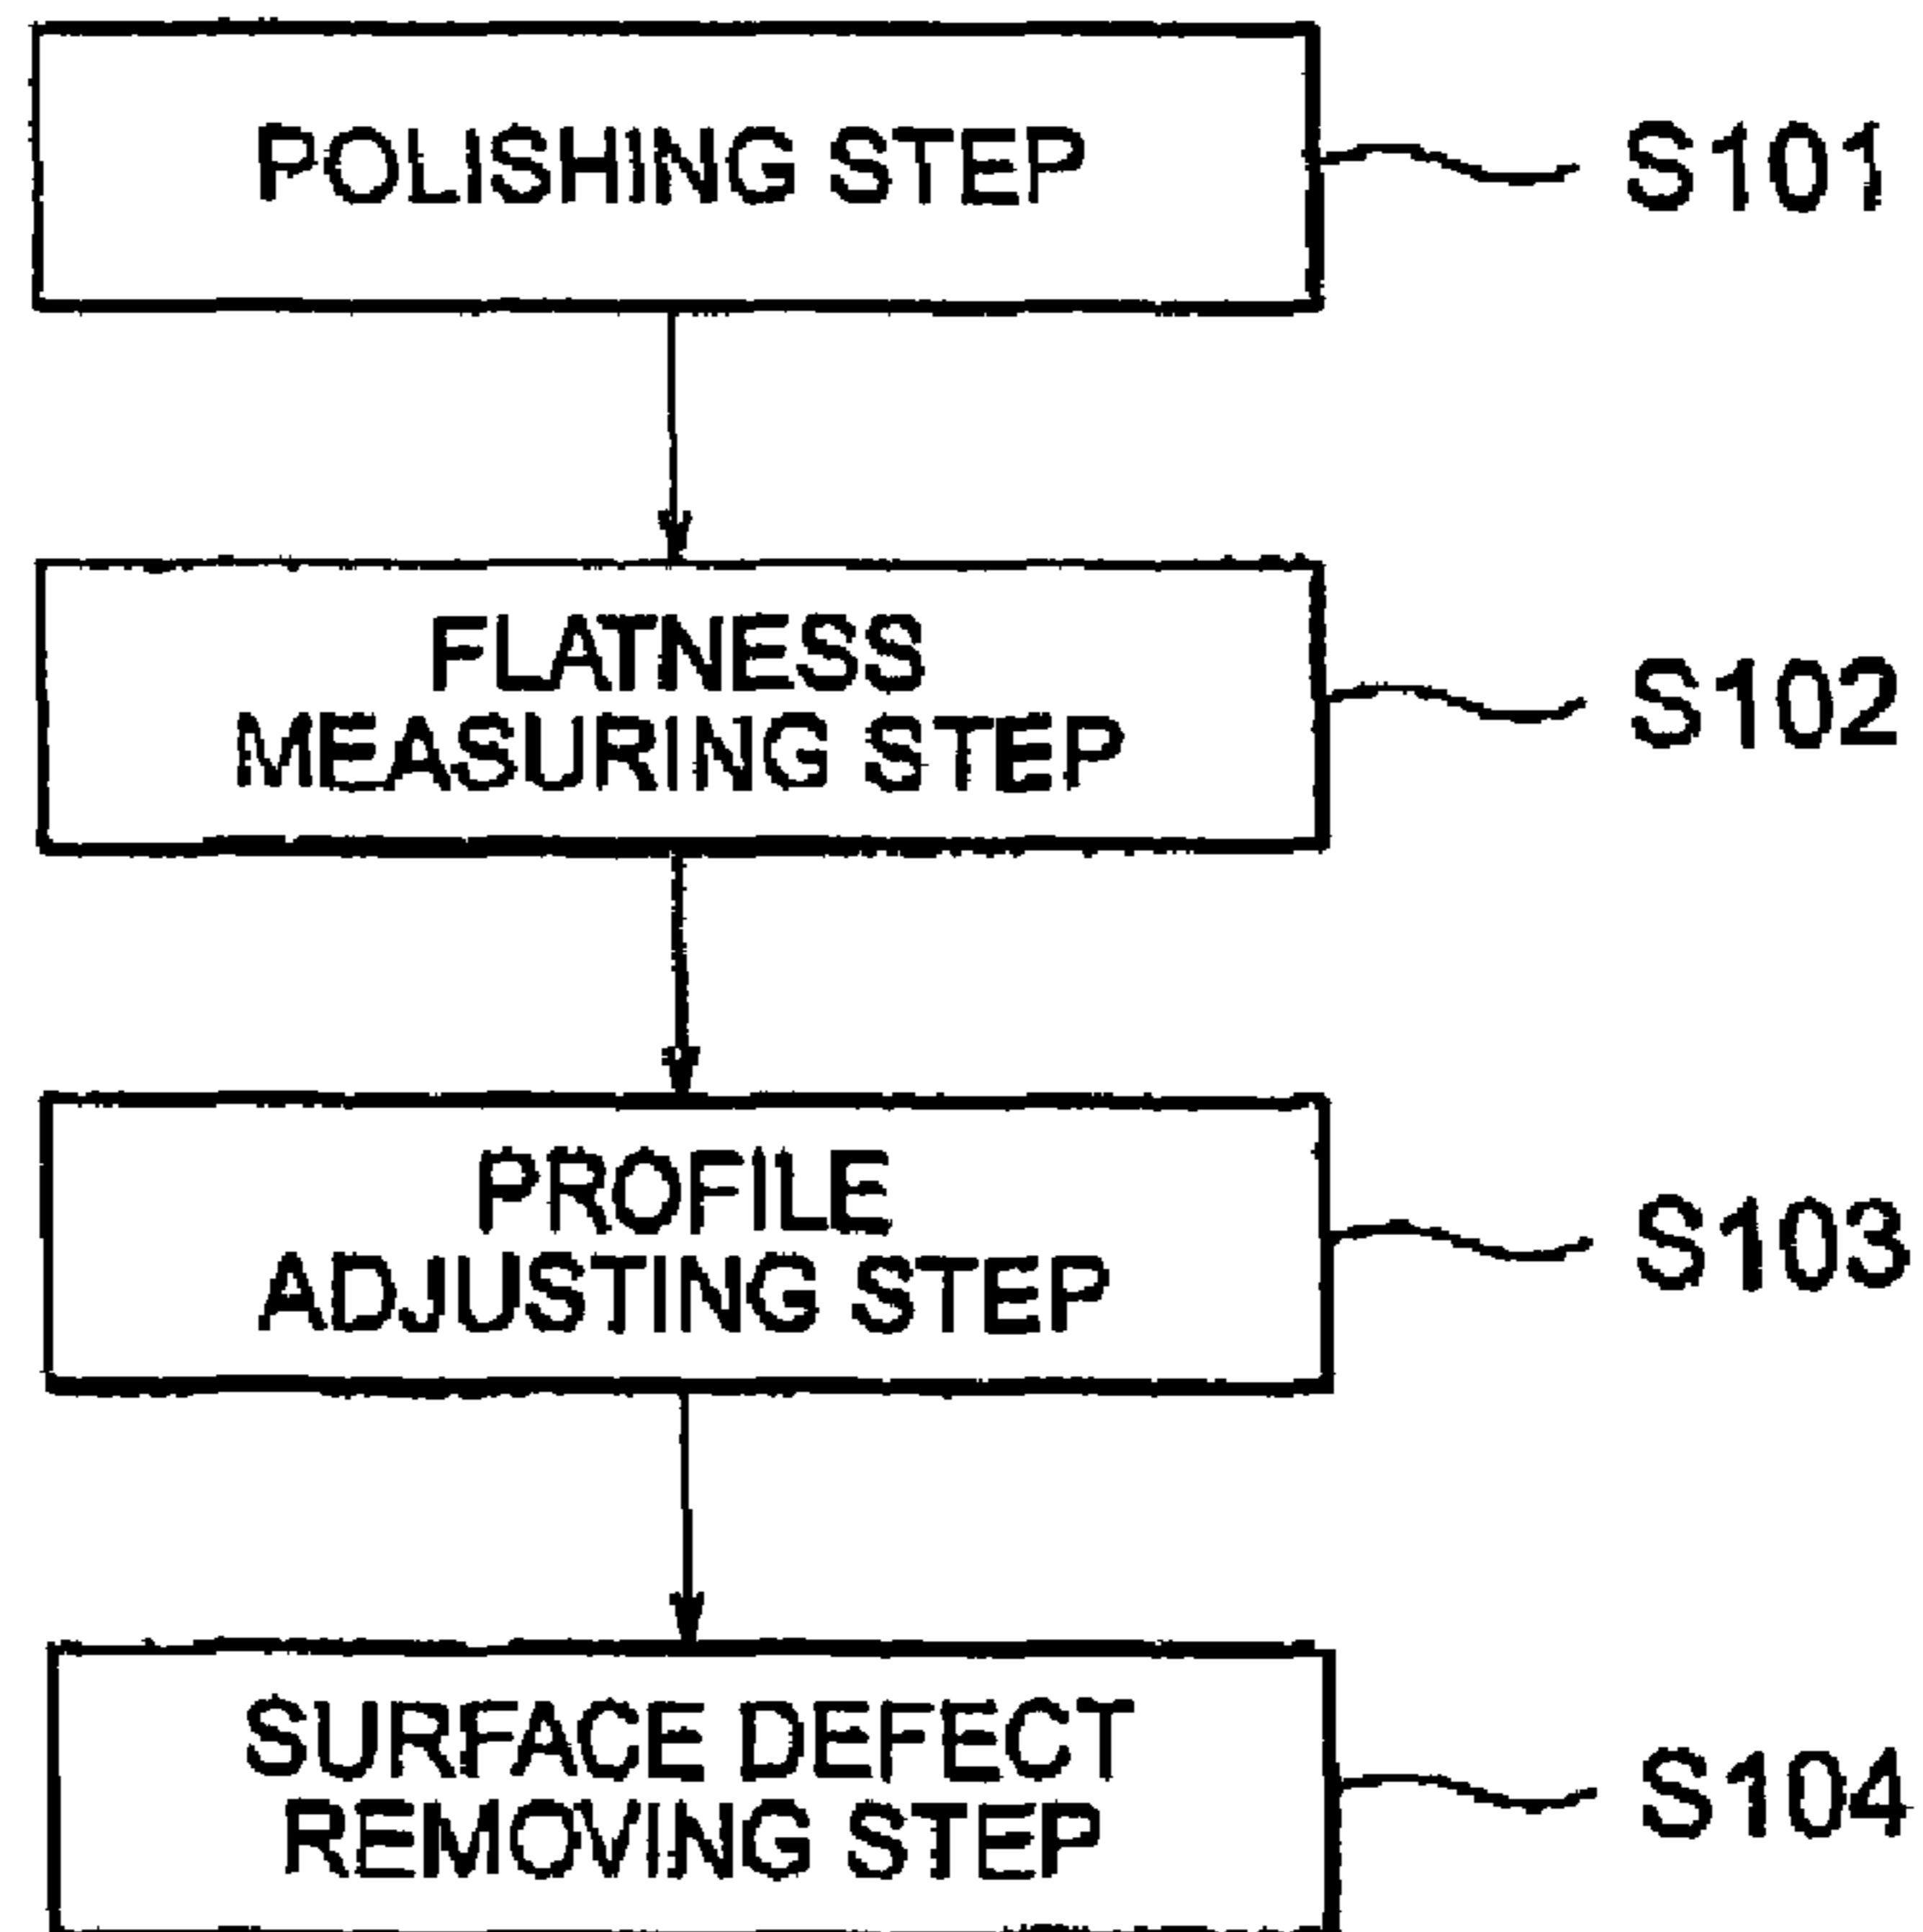 POLISHING STEP
S101
FLATNESS
MEASURING STEP
S102
PROFILE
ADJUSTING STEP
S103
SURFACE DEFECT
REMOVING STEP
S104